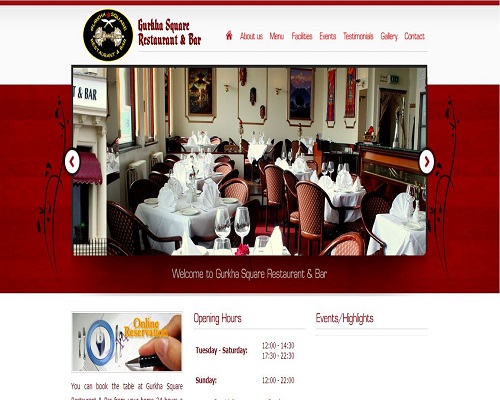 Gurkha Square
Restaurant & Bar
About us Menu Facilities Events Testimonials Gallery Contact
T & BAR
Welcome to Gurkha Square Restaurant & Bar
Online
Reservation
Opening Hours
Tuesday - Saturday: 12:00 - 14:30
17:30 - 22:30
Sunday: 12:00 - 22:00
Events/Highlights
You can book the table at Gurkha Square